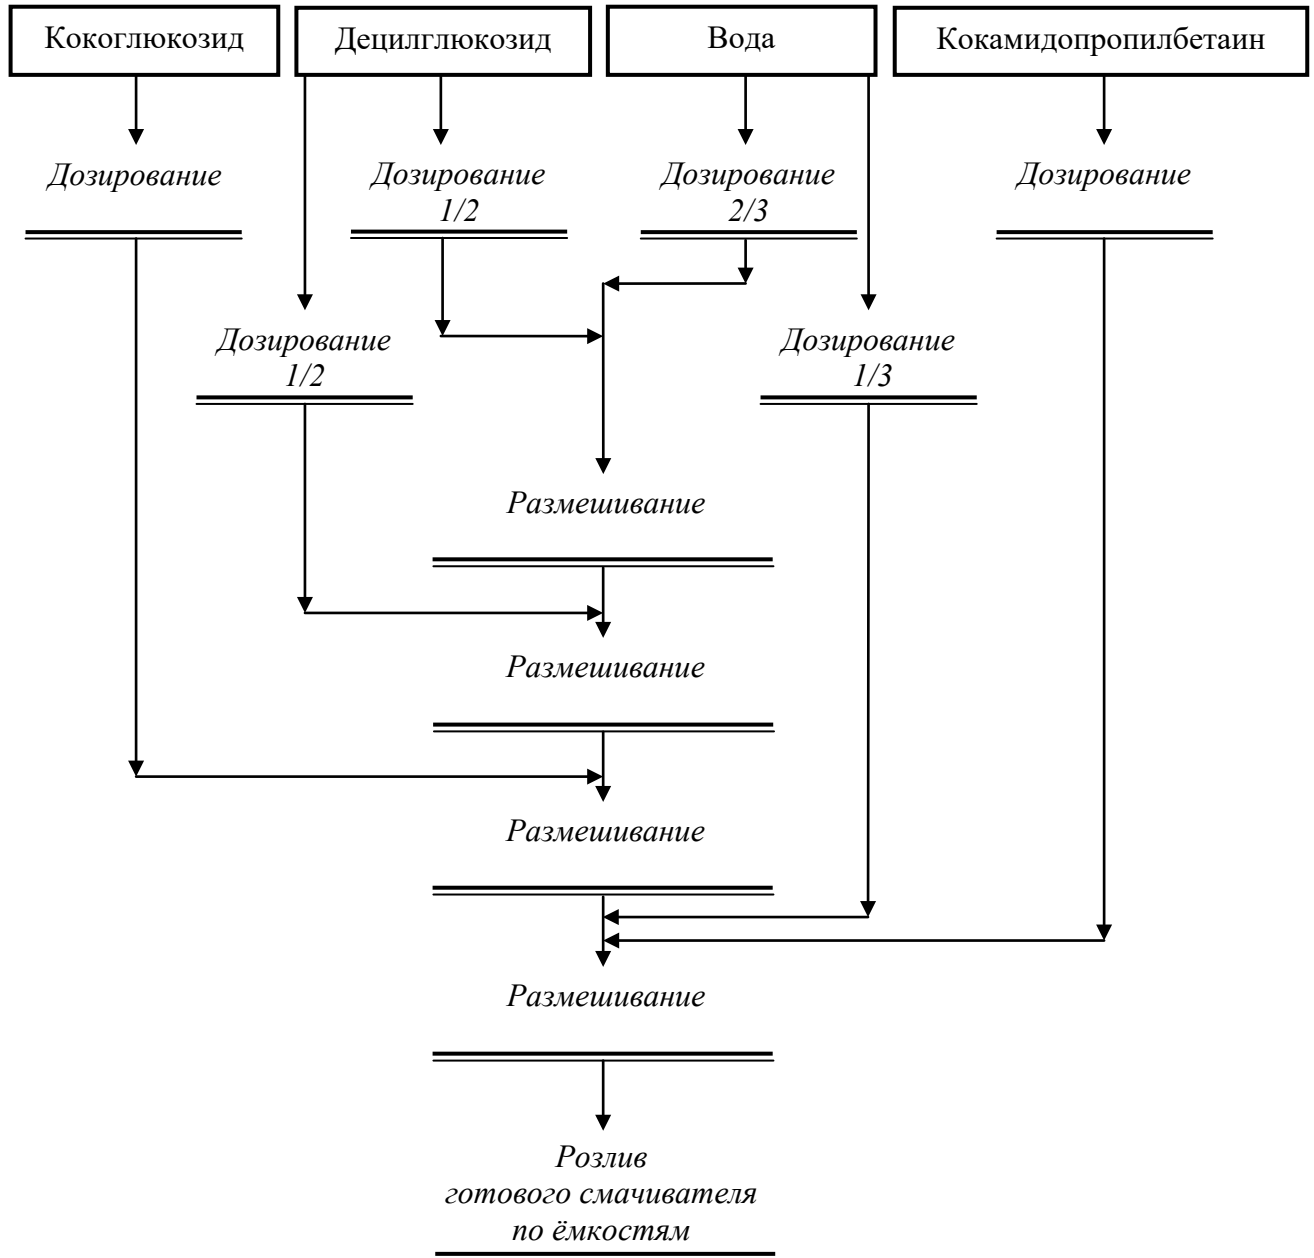 Кокоглюкозид
Децилглюкозид
Вода
Кокамидопропилбетаин
Дозирование
Дозирование
1/2
Дозирование
2/3
Дозирование
Дозирование
1/2
Дозирование
1/3
Размешивание
Размешивание
Размешивание
Размешивание
Розлив
готового смачивателя
по ёмкостям